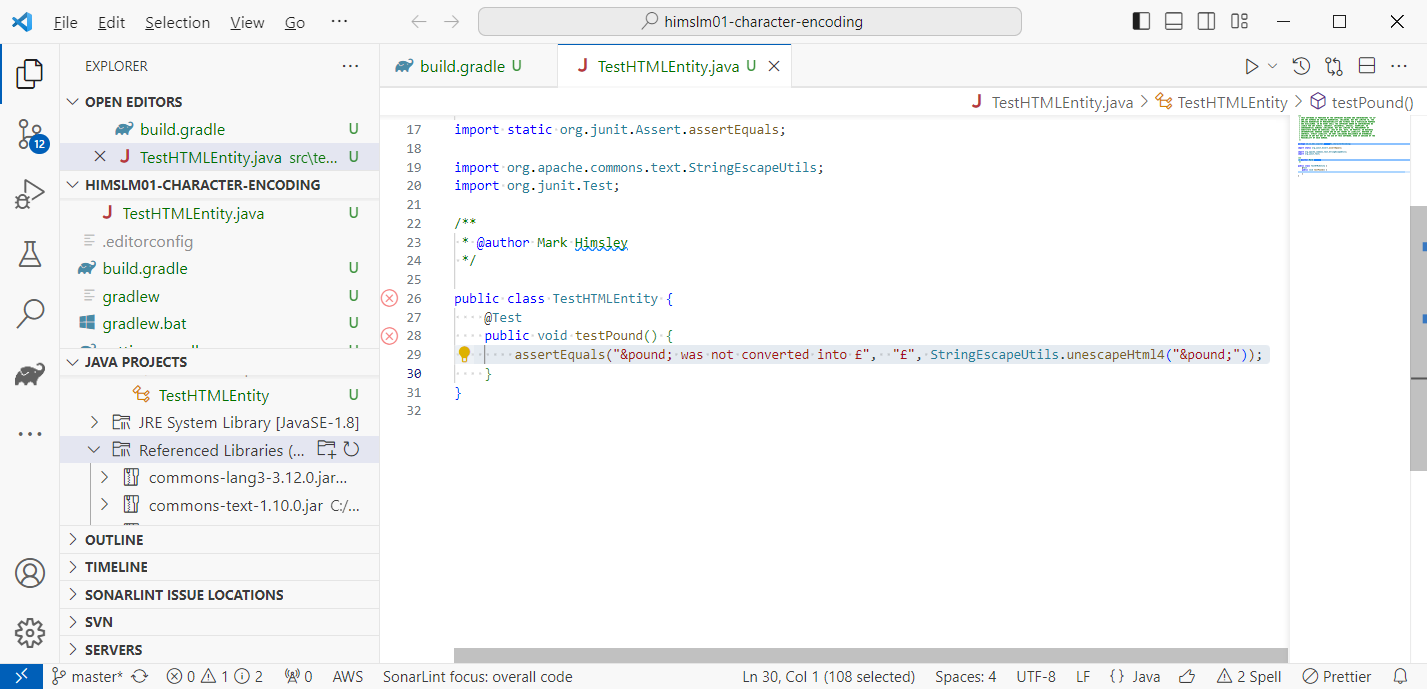 File Edit Selection View Go ··· himslm01-character-encoding
EXPLORER ···
OPEN EDITORS
build.gradle U
TestHTMLEntity.java src\te... U
HIMSLM01-CHARACTER-ENCODING
TestHTMLEntity.java U
.editorconfig
build.gradle U
gradlew U
gradlew.bat U
JAVA PROJECTS
TestHTMLEntity U
JRE System Library [JavaSE-1.8]
Referenced Libraries (...
commons-lang3-3.12.0.jar...
commons-text-1.10.0.jar C:/...
OUTLINE
TIMELINE
SONARLINT ISSUE LOCATIONS
SVN
SERVERS
12
build.gradle U
J TestHTMLEntity.java U
J TestHTMLEntity.java > TestHTMLEntity > testPound()
17 import static org.junit.Assert.assertEquals;
18
19 import org.apache.commons.text.StringEscapeUtils;
20 import org.junit.Test;
21
22 /**
23 * @author Mark Himsley
24 */
25
26 public class TestHTMLEntity {
27 @Test
28 public void testPound() {
29 assertEquals("&pound; was not converted into £", "£", StringEscapeUtils.unescapeHtml4("&pound;"));
30 }
31 }
32
master* 0 1 2 0 AWS SonarLint focus: overall code Ln 30, Col 1 (108 selected) Spaces: 4 UTF-8 LF {} Java 2 Spell Prettier